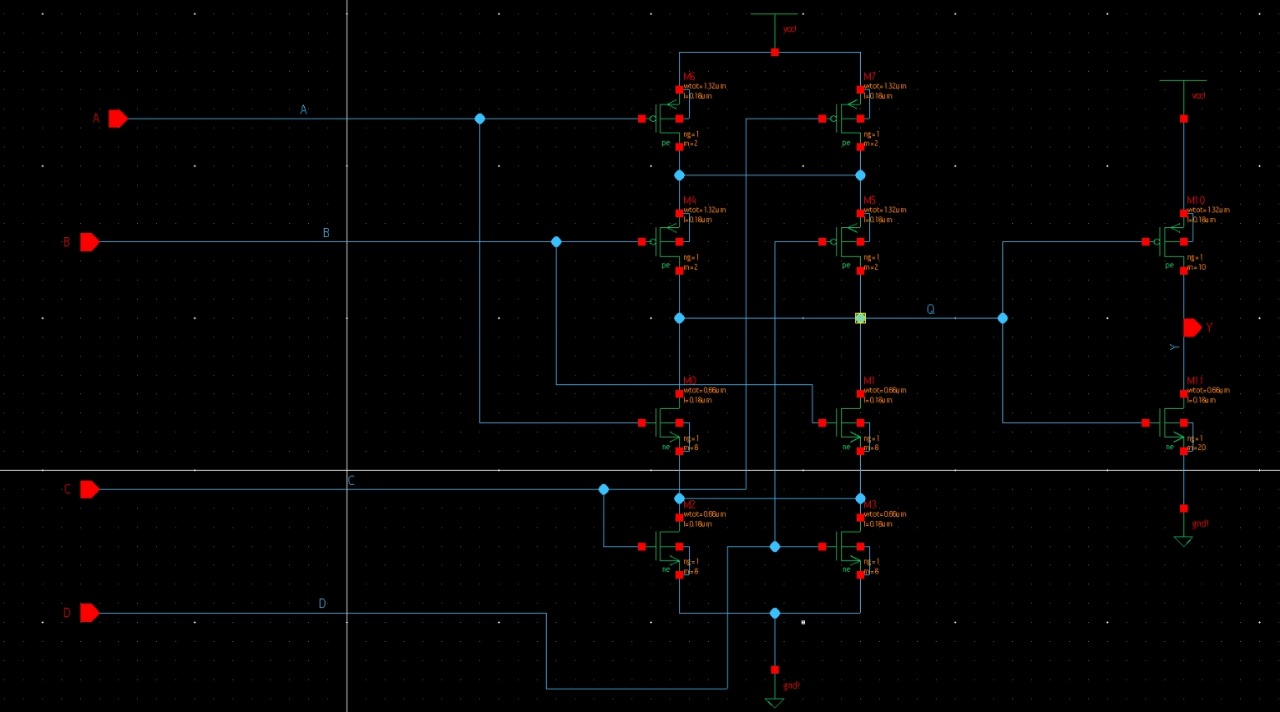 vdd!
M6
wtot=1.32um
l=0.18um
ng=1
m=2
pe
M7
wtot=1.32um
l=0.18um
ng=1
m=2
pe
vdd!
A
A
M4
wtot=1.32um
l=0.18um
ng=1
m=2
pe
M5
wtot=1.32um
l=0.18um
ng=1
m=2
pe
M10
wtot=1.32um
l=0.18um
ng=1
m=10
pe
B
B
Q
Y
Y
M0
wtot=0.66um
l=0.18um
ng=1
m=6
ne
M1
wtot=0.66um
l=0.18um
ng=1
m=6
ne
M11
wtot=0.66um
l=0.18um
ng=1
m=20
ne
C
C
M2
wtot=0.66um
l=0.18um
ng=1
m=6
ne
M3
wtot=0.66um
l=0.18um
ng=1
m=6
ne
gnd!
D
D
gnd!